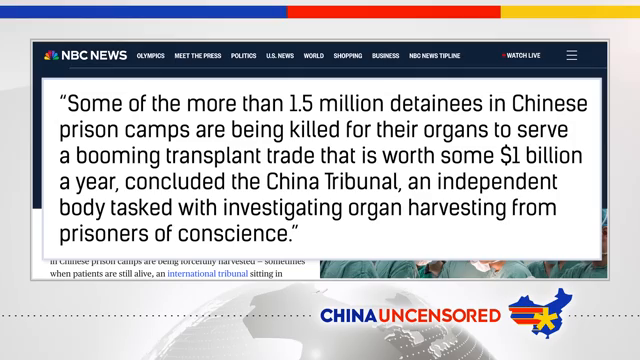 NBC NEWS OLYMPICS MEET THE PRESS POLITICS U.S. NEWS WORLD SHOPPING BUSINESS NBC NEWS TIPLINE WATCH LIVE
“Some of the more than 1.5 million detainees in Chinese
prison camps are being killed for their organs to serve
a booming transplant trade that is worth some $1 billion
a year, concluded the China Tribunal, an independent
body tasked with investigating organ harvesting from
prisoners of conscience.”
in Chinese prison camps are being forcefully harvested — sometimes
when patients are still alive, an international tribunal sitting in
CHINA UNCENSORED